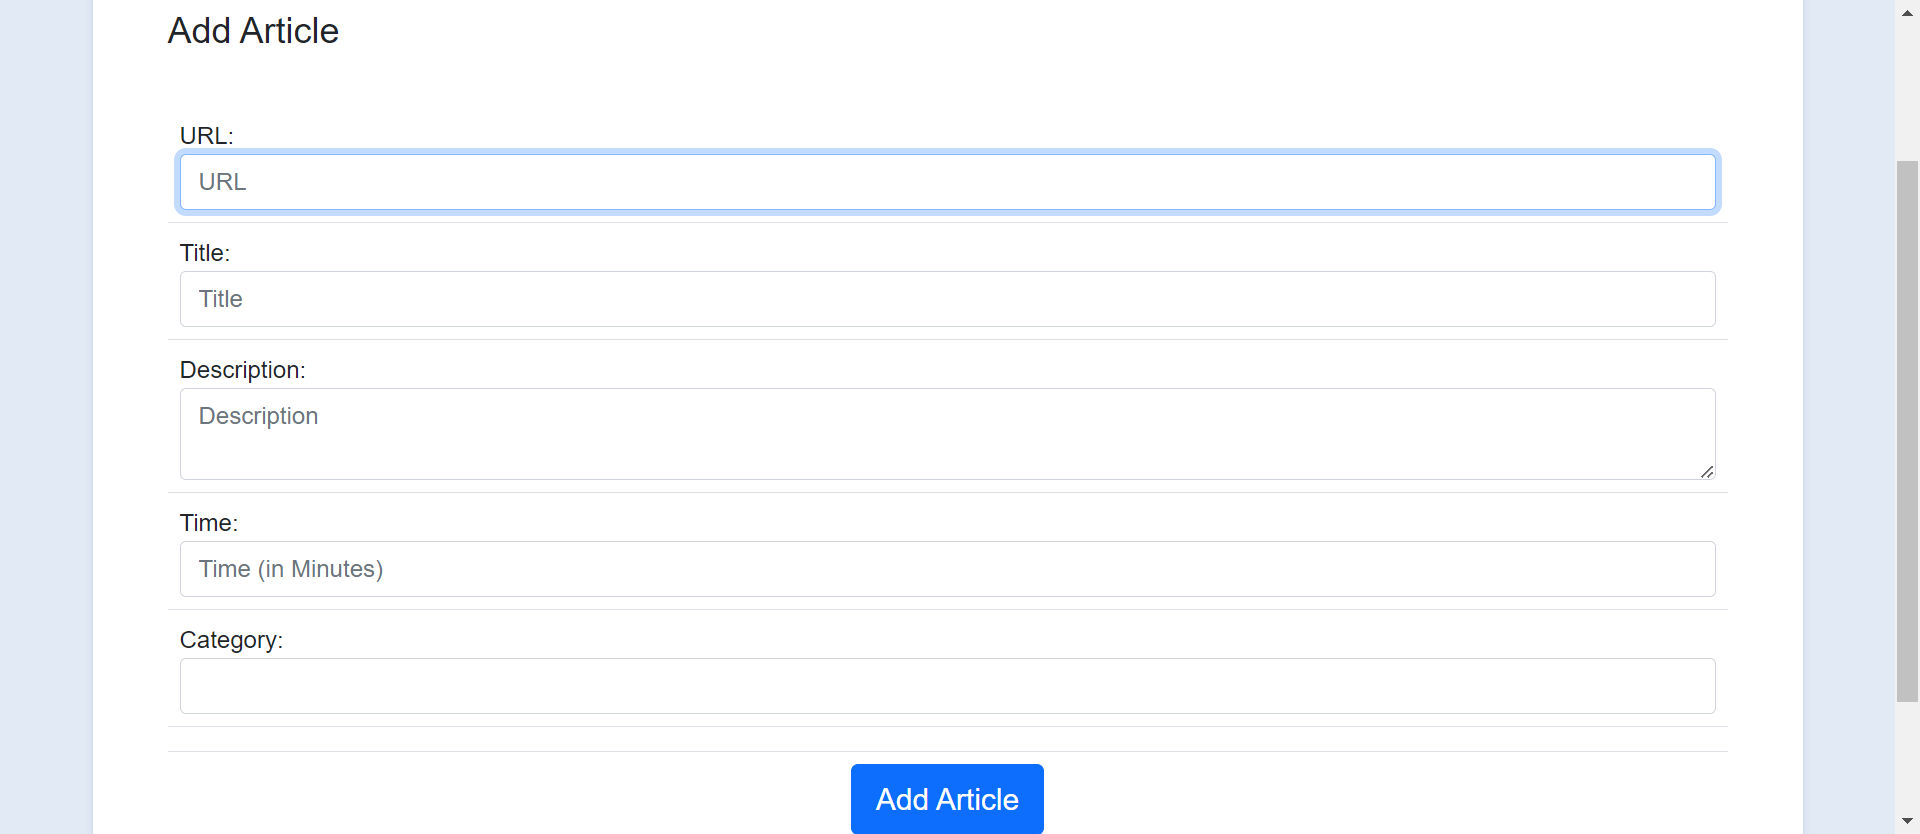 Add Article
URL:
URL
Title:
Title
Description:
Description
Time:
Time (in Minutes)
Category:
Add Article